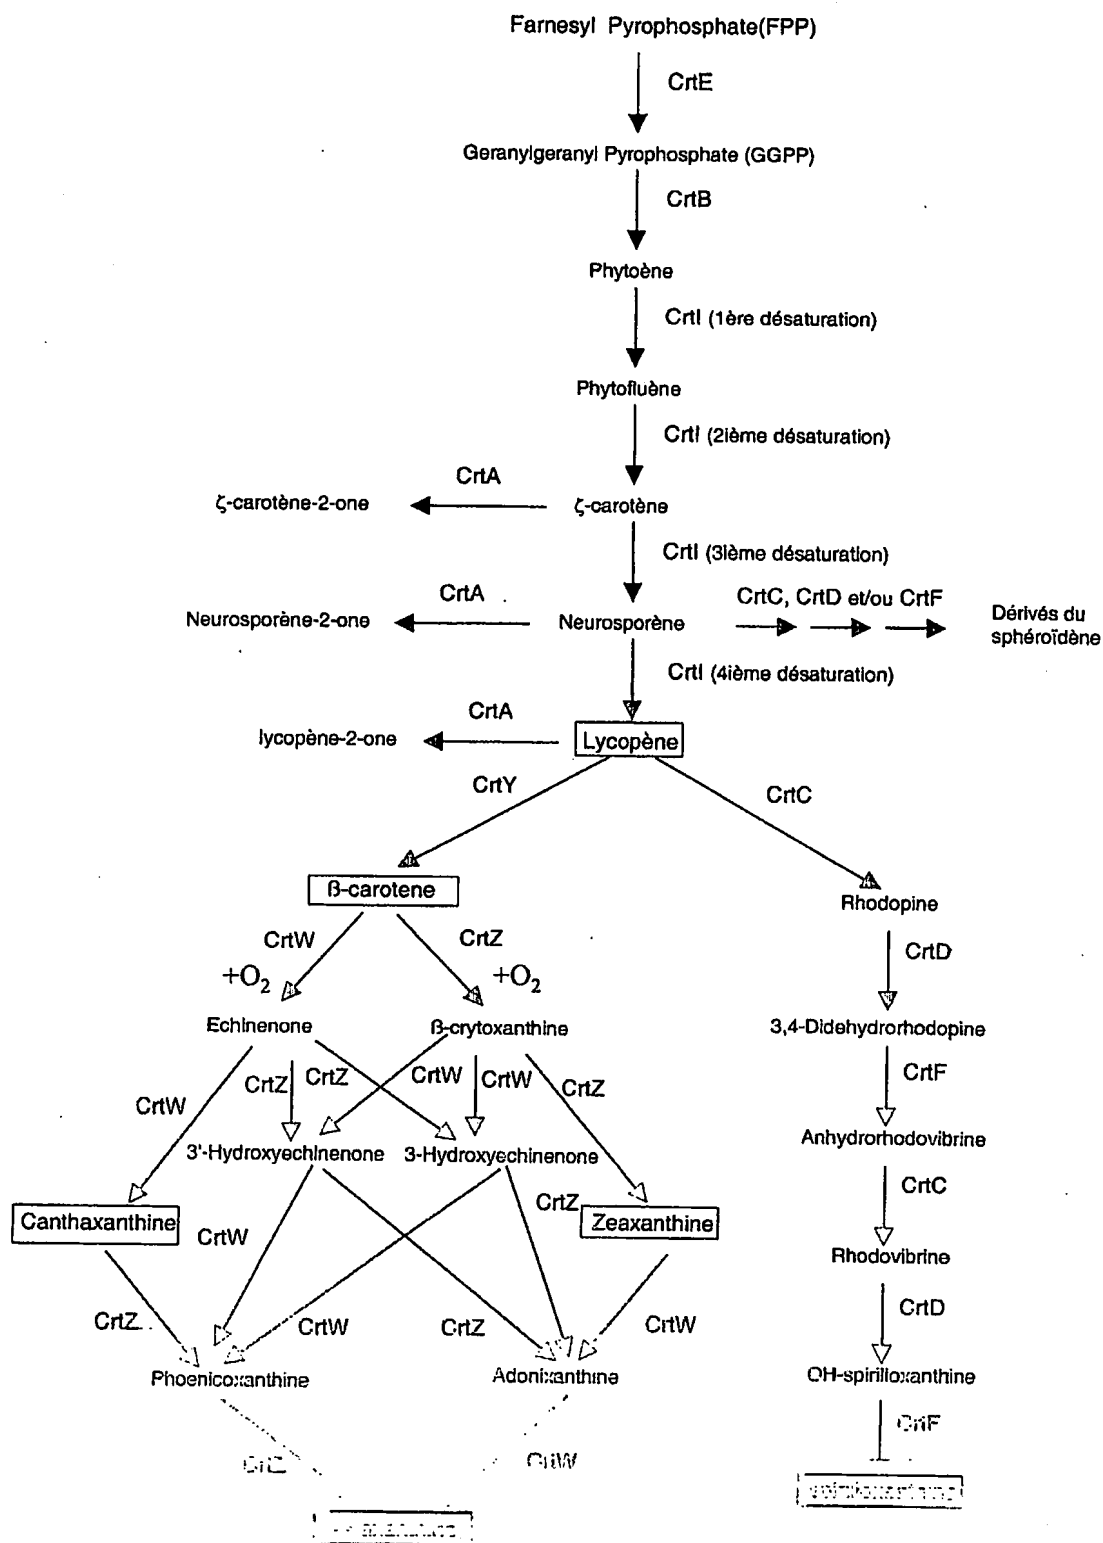 Farnesyl Pyrophosphate(FPP)
CrtE
Geranylgeranyl Pyrophosphate (GGPP)
CrtB
Phytoène
CrtI (1ère désaturation)
Phytofluène
CrtI (2ième désaturation)
CrtA
ζ-carotène-2-one
ζ-carotène
CrtI (3ième désaturation)
CrtA
CrtC, CrtD et/ou CrtF
Neurosporène-2-one
Neurosporène
Dérivés du
sphéroïdène
CrtI (4ième désaturation)
CrtA
lycopène-2-one
Lycopène
CrtY
CrtC
ß-carotene
Rhodopine
CrtW
CrtZ
CrtD
+O2
+O2
Echinenone
ß-crytoxanthine
3,4-Didehydrorhodopine
CrtW
CrtZ
CrtZ
CrtW
CrtW
CrtZ
CrtF
3'-Hydroxyechinenone
3-Hydroxyechinenone
Anhydrorhodovibrine
CrtC
Canthaxanthine
CrtW
CrtZ
Zeaxanthine
Rhodovibrine
CrtZ
CrtW
CrtZ
CrtW
CrtD
Phoenicoxanthine
Adonixanthine
OH-spirilloxanthine
CrtZ
CrtW
CrtF